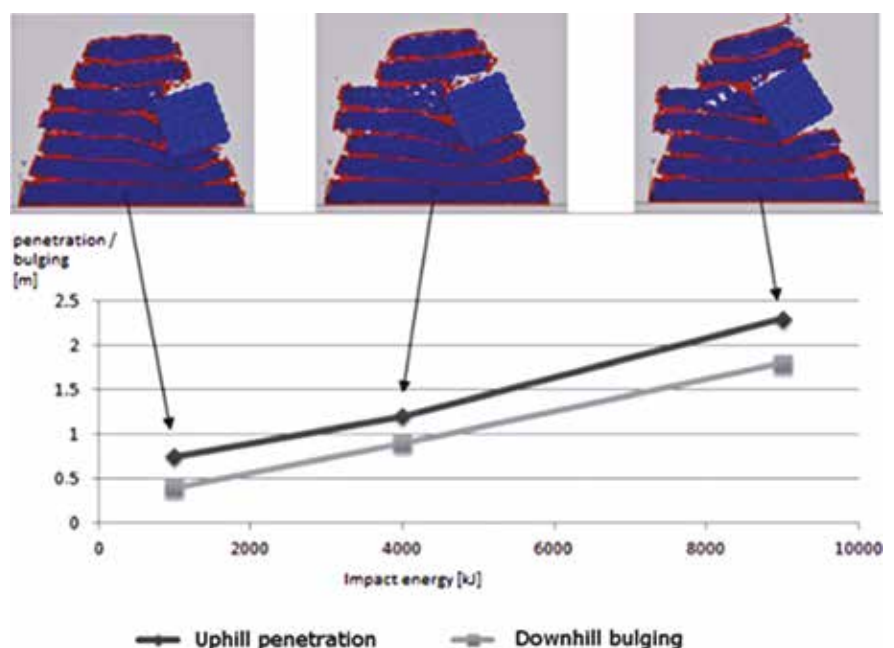 penetration /
bulging
[m]
2.5
2
1.5
1
0.5
0
0 2000 4000 6000 8000 10000
Impact energy [kJ]
Uphill penetration Downhill bulging